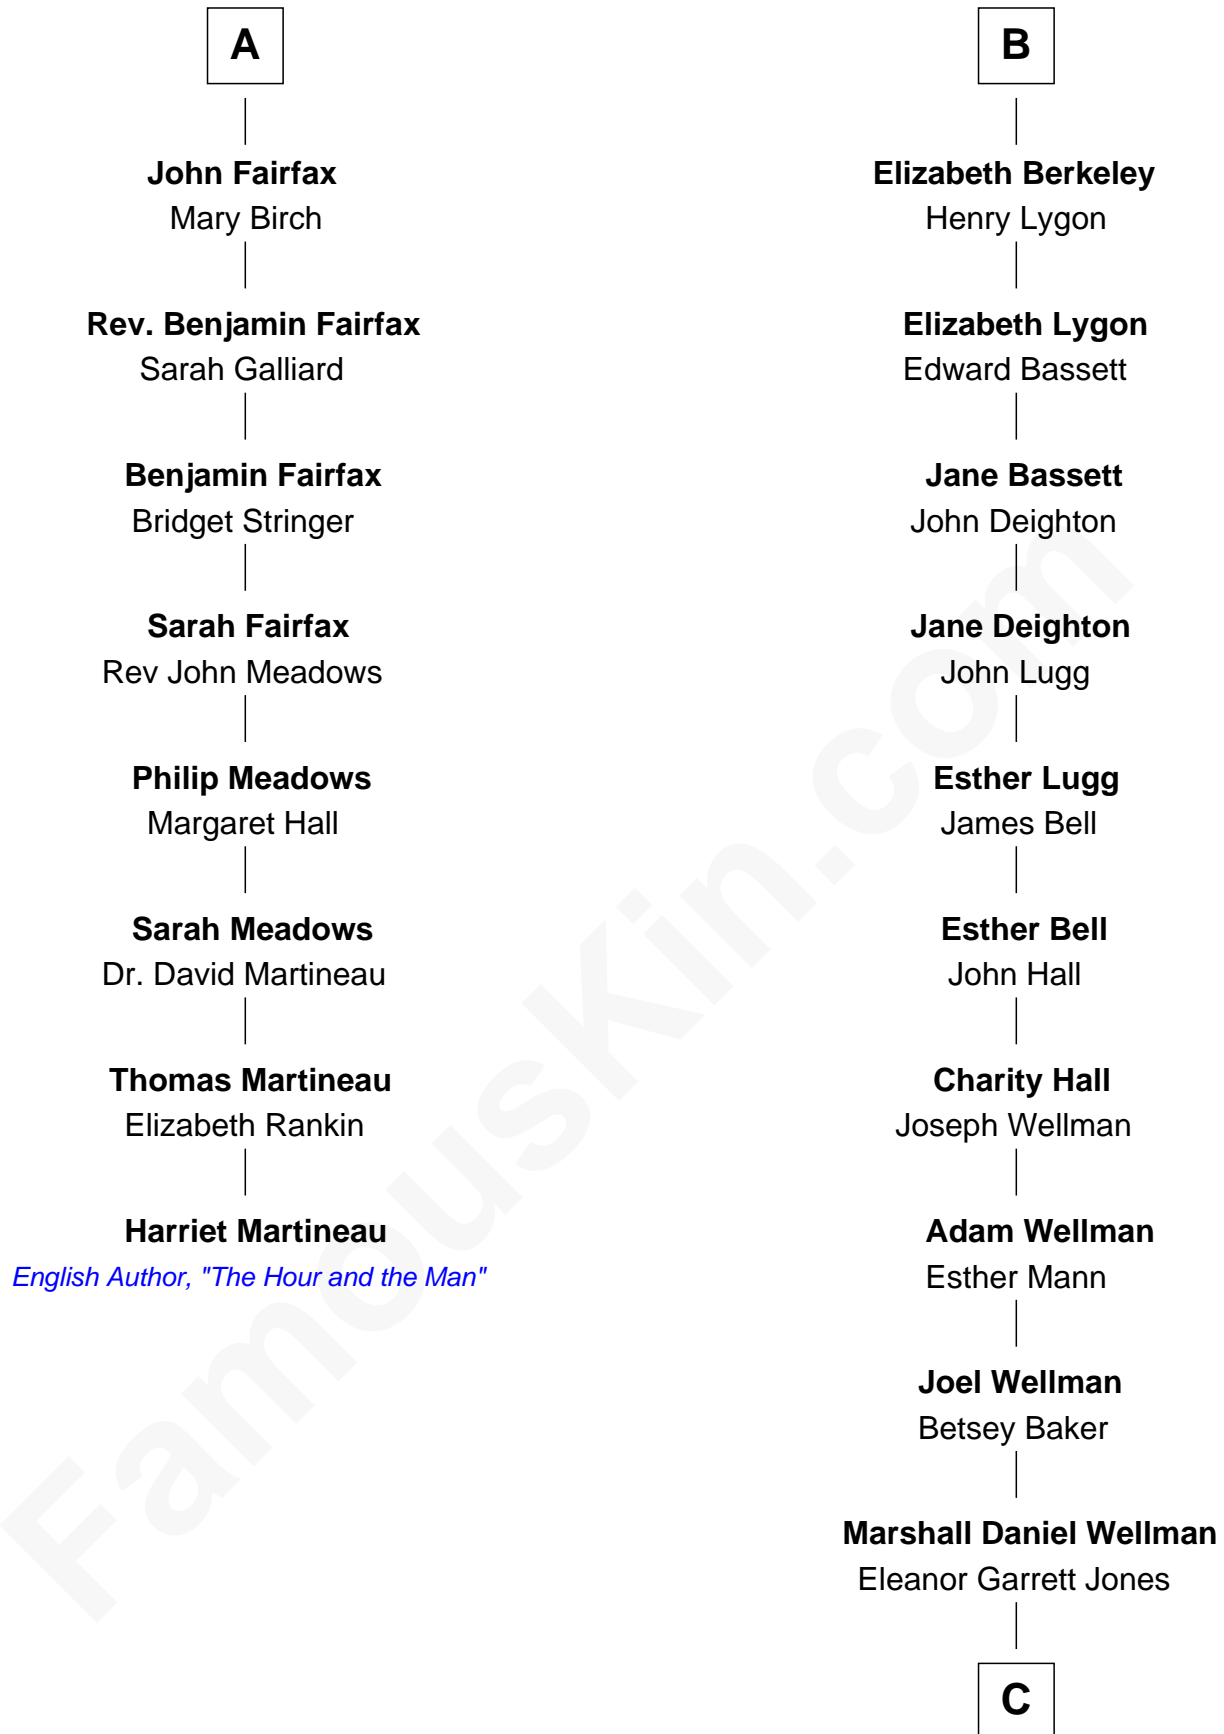 A
John Fairfax
Mary Birch
Rev. Benjamin Fairfax
Sarah Galliard
Benjamin Fairfax
Bridget Stringer
Sarah Fairfax
Rev John Meadows
Philip Meadows
Margaret Hall
Sarah Meadows
Dr. David Martineau
Thomas Martineau
Elizabeth Rankin
Harriet Martineau
English Author, "The Hour and the Man"
B
Elizabeth Berkeley
Henry Lygon
Elizabeth Lygon
Edward Bassett
Jane Bassett
John Deighton
Jane Deighton
John Lugg
Esther Lugg
James Bell
Esther Bell
John Hall
Charity Hall
Joseph Wellman
Adam Wellman
Esther Mann
Joel Wellman
Betsey Baker
Marshall Daniel Wellman
Eleanor Garrett Jones
C
FamousKin.com